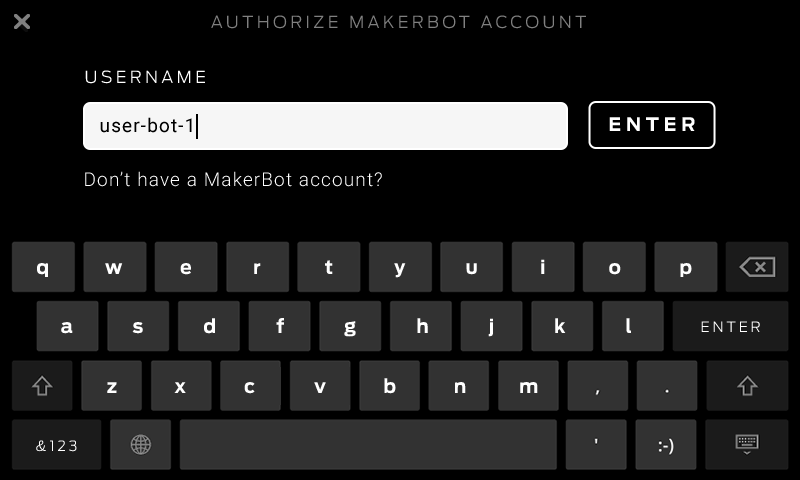 AUTHORIZE MAKERBOT ACCOUNT
USERNAME
user-bot-1
ENTER
Don't have a MakerBot account?
q w e r t y u i o p
a s d f g h j k l ENTER
z x c v b n m , .
&123 ' :-)